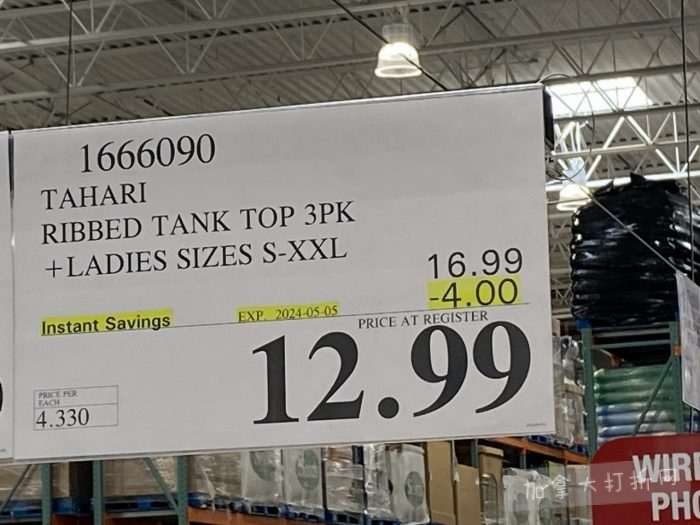 1666090
TAHARI
RIBBED TANK TOP 3PK
+LADIES SIZES S-XXL
16.99
-4.00
Instant Savings
EXP. 2024-05-05
PRICE AT REGISTER
12.99
PRICE PER
EACH
4.330
WIRE
PH
加拿大打折网